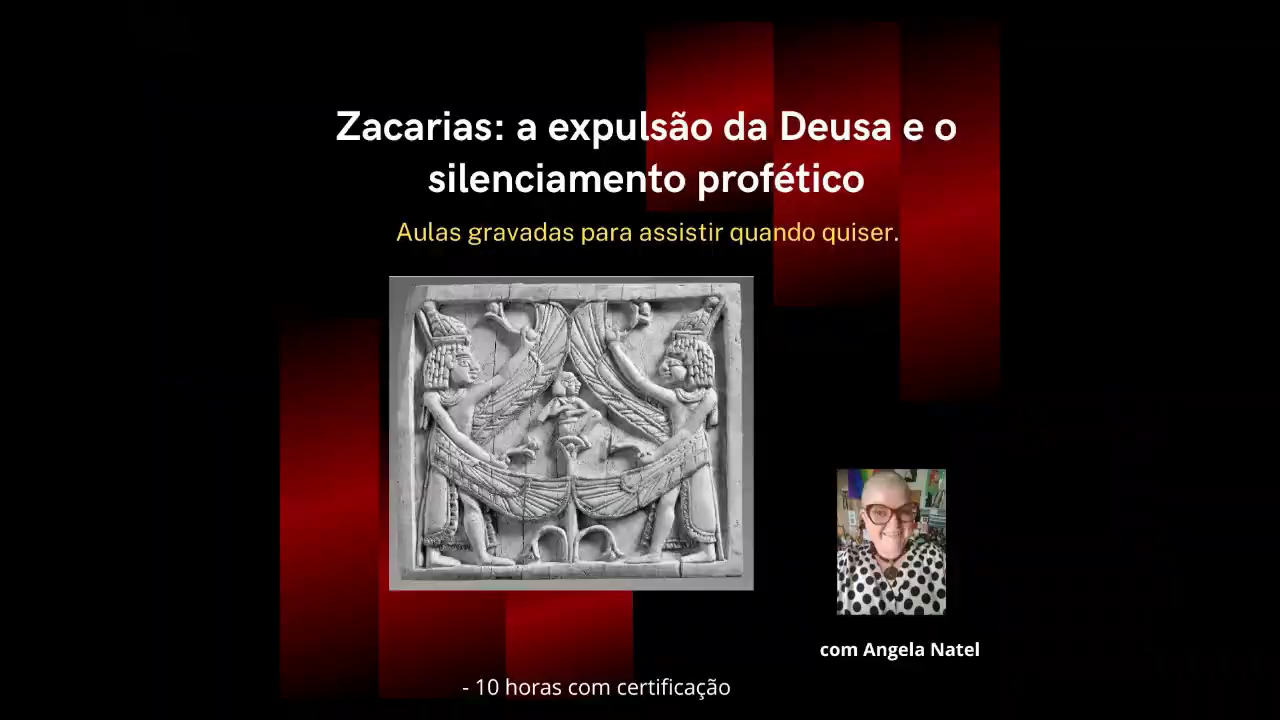 Zacarias: a expulsão da Deusa e o
silenciamento profético
Aulas gravadas para assistir quando quiser.
com Angela Natel
- 10 horas com certificação